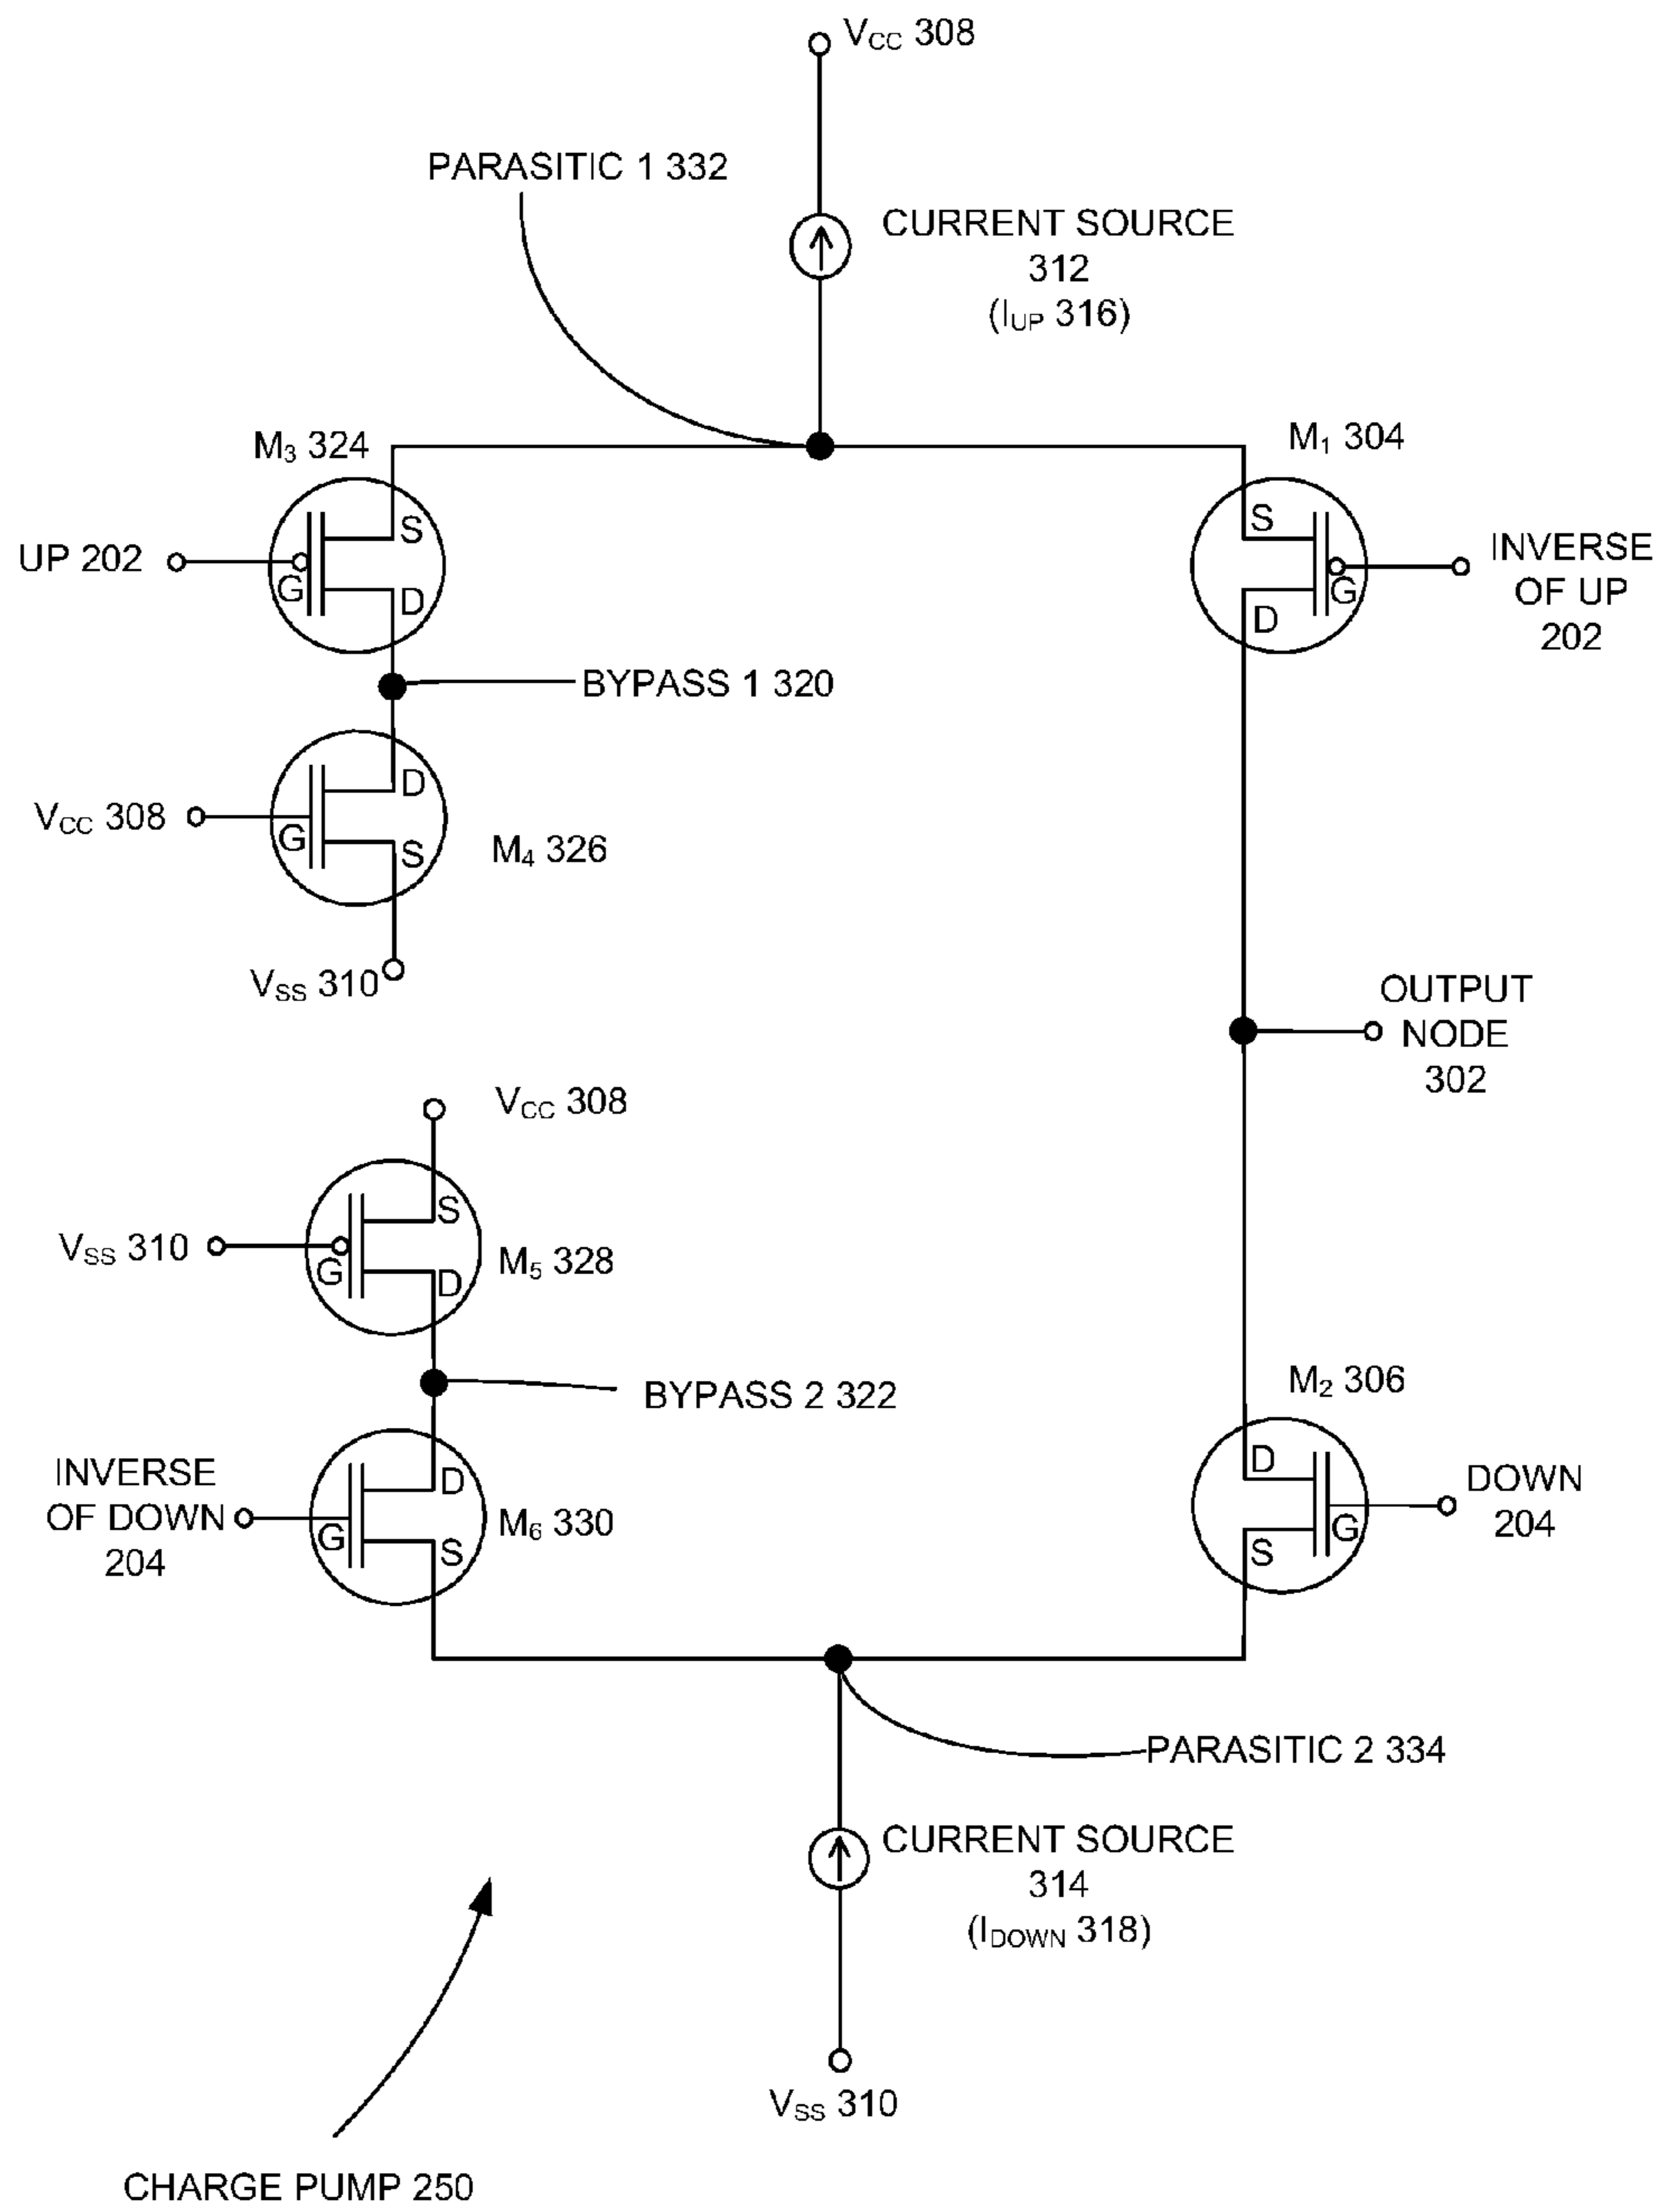 VCC 308
PARASITIC 1 332
CURRENT SOURCE
312
(IUP 316)
M3 324
M1 304
S
S
UP 202
G
D
G
D
INVERSE
OF UP
202
BYPASS 1 320
D
VCC 308
G
S
M4 326
VSS 310
OUTPUT
NODE
302
VCC 308
S
VSS 310
G
D
M5 328
BYPASS 2 322
M2 306
INVERSE
OF DOWN
204
D
G
S
M6 330
D
G
S
DOWN
204
PARASITIC 2 334
CURRENT SOURCE
314
(IDOWN 318)
VSS 310
CHARGE PUMP 250